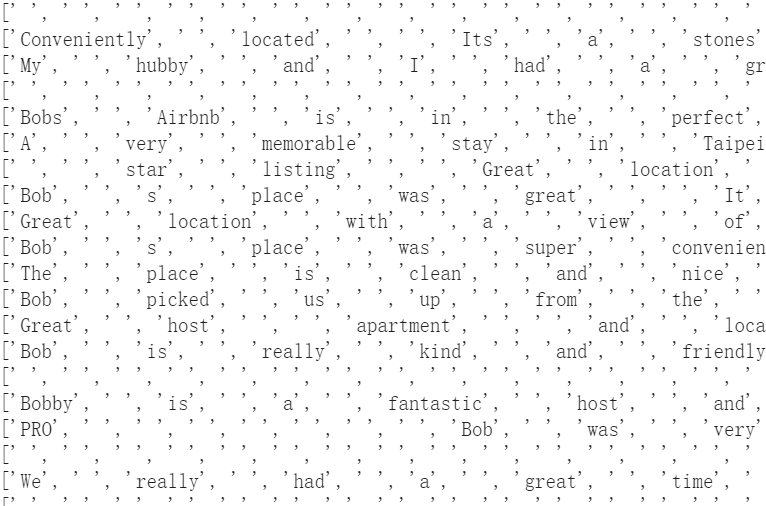 [' ', ' ', ' ', ' ', ' ', ' ', ' ', ' ', ' ', ' ', ' ', ' ', ' ', '
['Conveniently', ' ', 'located', ' ', ' ', 'Its', ' ', 'a', ' ', 'stones'
['My', ' ', 'hubby', ' ', 'and', ' ', 'I', ' ', 'had', ' ', 'a', ' ', 'gr
[' ', ' ', ' ', ' ', ' ', ' ', ' ', ' ', ' ', ' ', ' ', ' ', ' ', '
['Bobs', ' ', 'Airbnb', ' ', 'is', ' ', 'in', ' ', 'the', ' ', 'perfect',
['A', ' ', 'very', ' ', 'memorable', ' ', 'stay', ' ', 'in', ' ', 'Taipei
[' ', ' ', 'star', ' ', 'listing', ' ', ' ', 'Great', ' ', 'location', '
['Bob', ' ', 's', ' ', 'place', ' ', 'was', ' ', 'great', ' ', ' ', 'It',
['Great', ' ', 'location', ' ', 'with', ' ', 'a', ' ', 'view', ' ', 'of',
['Bob', ' ', 's', ' ', 'place', ' ', 'was', ' ', 'super', ' ', 'convenien
['The', ' ', 'place', ' ', 'is', ' ', 'clean', ' ', 'and', ' ', 'nice', '
['Bob', ' ', 'picked', ' ', 'us', ' ', 'up', ' ', 'from', ' ', 'the', ' '
['Great', ' ', 'host', ' ', ' ', 'apartment', ' ', ' ', 'and', ' ', 'loca
['Bob', ' ', 'is', ' ', 'really', ' ', 'kind', ' ', 'and', ' ', 'friendly
[' ', ' ', ' ', ' ', ' ', ' ', ' ', ' ', ' ', ' ', ' ', ' ', ' ', '
['Bobby', ' ', 'is', ' ', 'a', ' ', 'fantastic', ' ', 'host', ' ', 'and',
['PRO', ' ', ' ', ' ', ' ', ' ', ' ', ' ', 'Bob', ' ', 'was', ' ', 'very'
[' ', ' ', ' ', ' ', ' ', ' ', ' ', ' ', ' ', ' ', ' ', ' ', ' ', '
['We', ' ', 'really', ' ', 'had', ' ', 'a', ' ', 'great', ' ', 'time', '
[' ', ' ', ' ', ' ', ' ', ' ', ' ', ' ', ' ', ' ', ' ', ' ', ' ', '